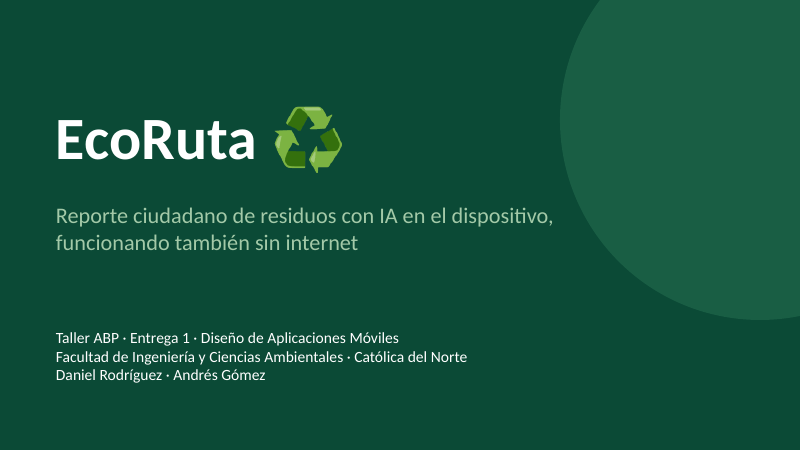 EcoRuta ♻️
Reporte ciudadano de residuos con IA en el dispositivo,
funcionando también sin internet
Taller ABP · Entrega 1 · Diseño de Aplicaciones Móviles
Facultad de Ingeniería y Ciencias Ambientales · Católica del Norte
Daniel Rodríguez · Andrés Gómez